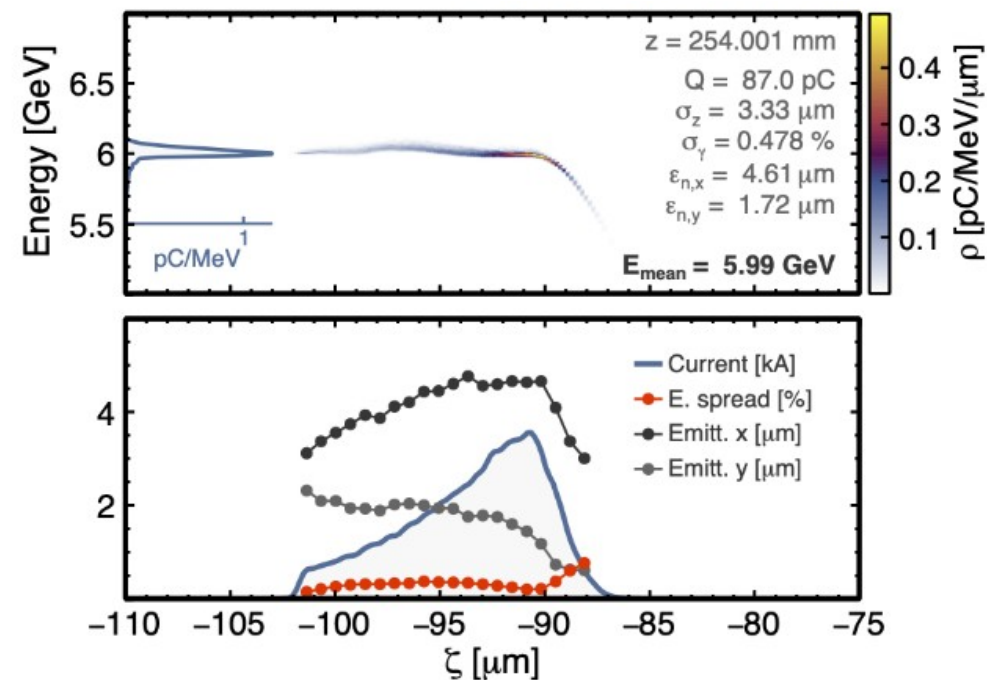 z = 254.001 mm
Q = 87.0 pC
σz = 3.33 μm
σγ = 0.478 %
εn,x = 4.61 μm
εn,y = 1.72 μm
Emean = 5.99 GeV
Energy [GeV]
6.5
6
5.5
1
pC/MeV
0.4
0.3
0.2
0.1
ρ [pC/MeV/μm]
4
2
Current [kA]
E. spread [%]
Emitt. x [μm]
Emitt. y [μm]
−110 −105 −100 −95 −90 −85 −80 −75
ζ [μm]